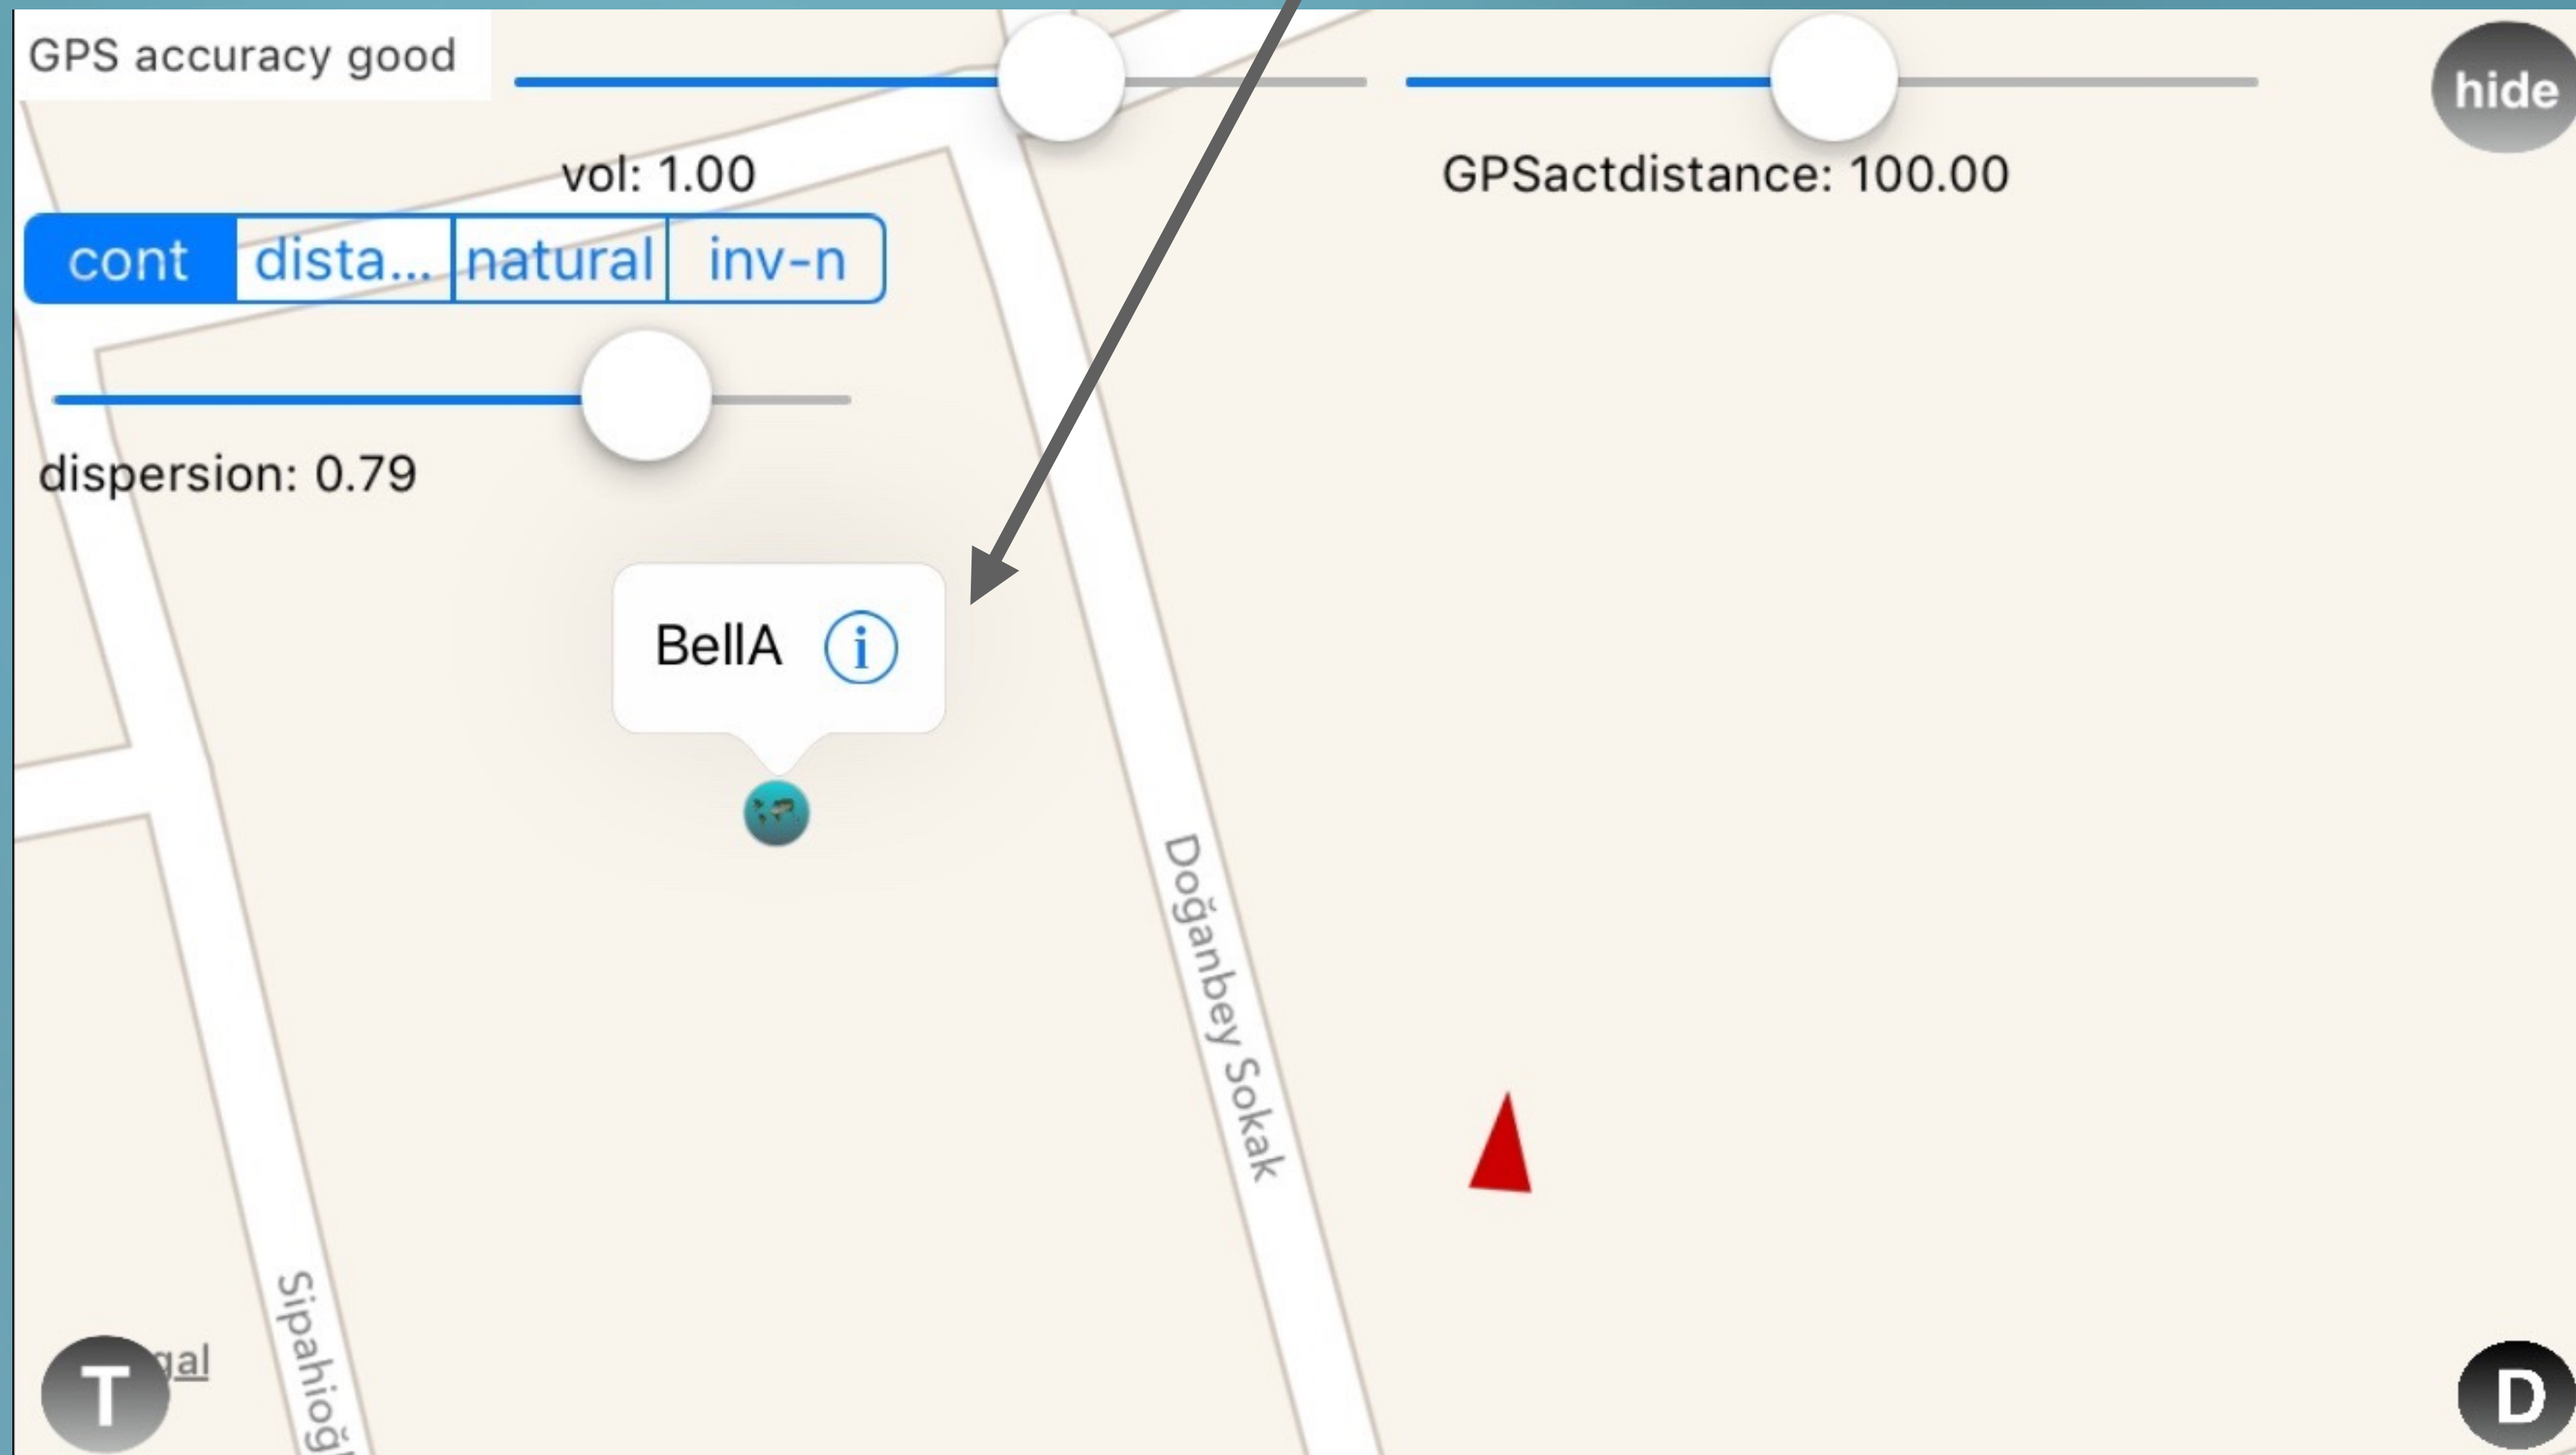 GPS accuracy good
hide
vol: 1.00
GPSactdistance: 100.00
cont dista... natural inv-n
dispersion: 0.79
BellA i
Doğanbey Sokak
T
D